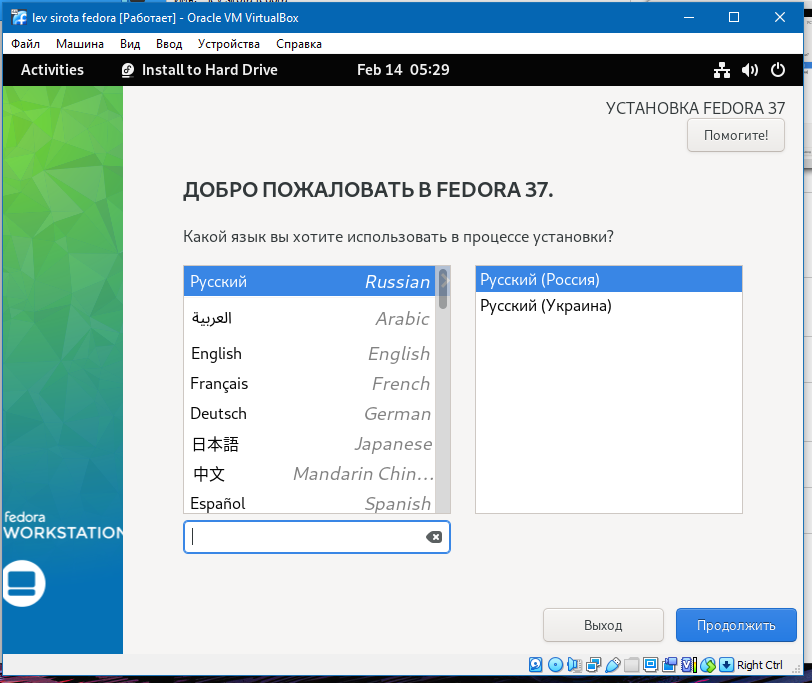 lev sirota fedora [Работает] - Oracle VM VirtualBox
Файл Машина Вид Ввод Устройства Справка
Activities Install to Hard Drive Feb 14 05:29
УСТАНОВКА FEDORA 37
Помогите!
ДОБРО ПОЖАЛОВАТЬ В FEDORA 37.
Какой язык вы хотите использовать в процессе установки?
Русский Russian
العربية Arabic
English English
Français French
Deutsch German
日本語 Japanese
中文 Mandarin Chin...
Español Spanish
Русский (Россия)
Русский (Украина)
fedora
WORKSTATION
Выход Продолжить
Right Ctrl